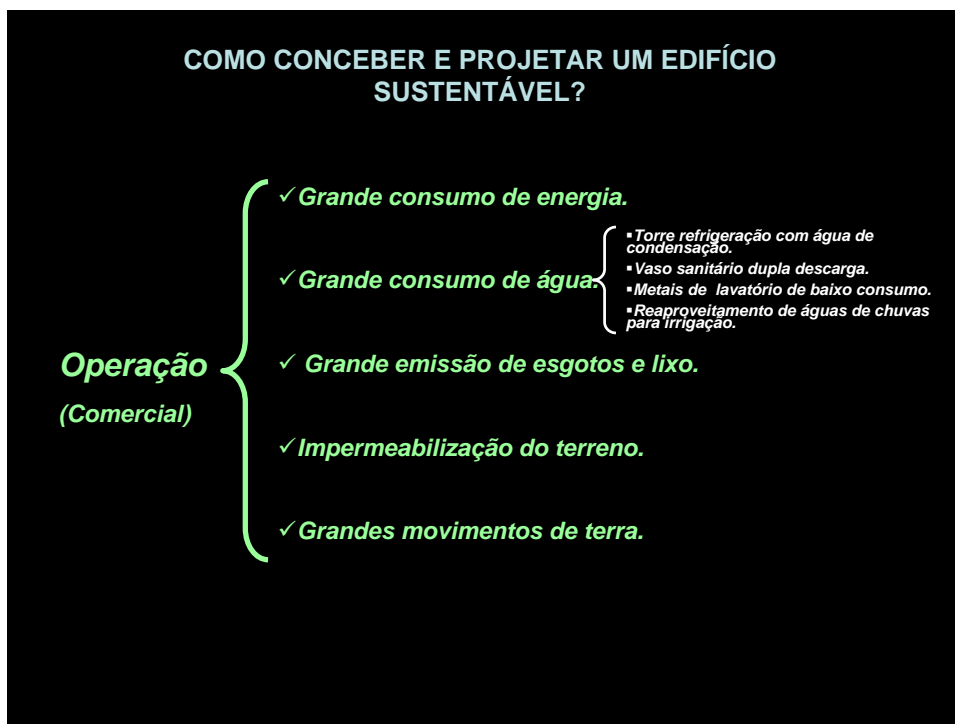 COMO CONCEBER E PROJETAR UM EDIFÍCIO
SUSTENTÁVEL?
✓Grande consumo de energia.
▪Torre refrigeração com água de
condensação.
▪Vaso sanitário dupla descarga.
▪Metais de lavatório de baixo consumo.
▪Reaproveitamento de águas de chuvas
para irrigação.
✓Grande consumo de água.
Operação
(Comercial)
✓ Grande emissão de esgotos e lixo.
✓Impermeabilização do terreno.
✓Grandes movimentos de terra.